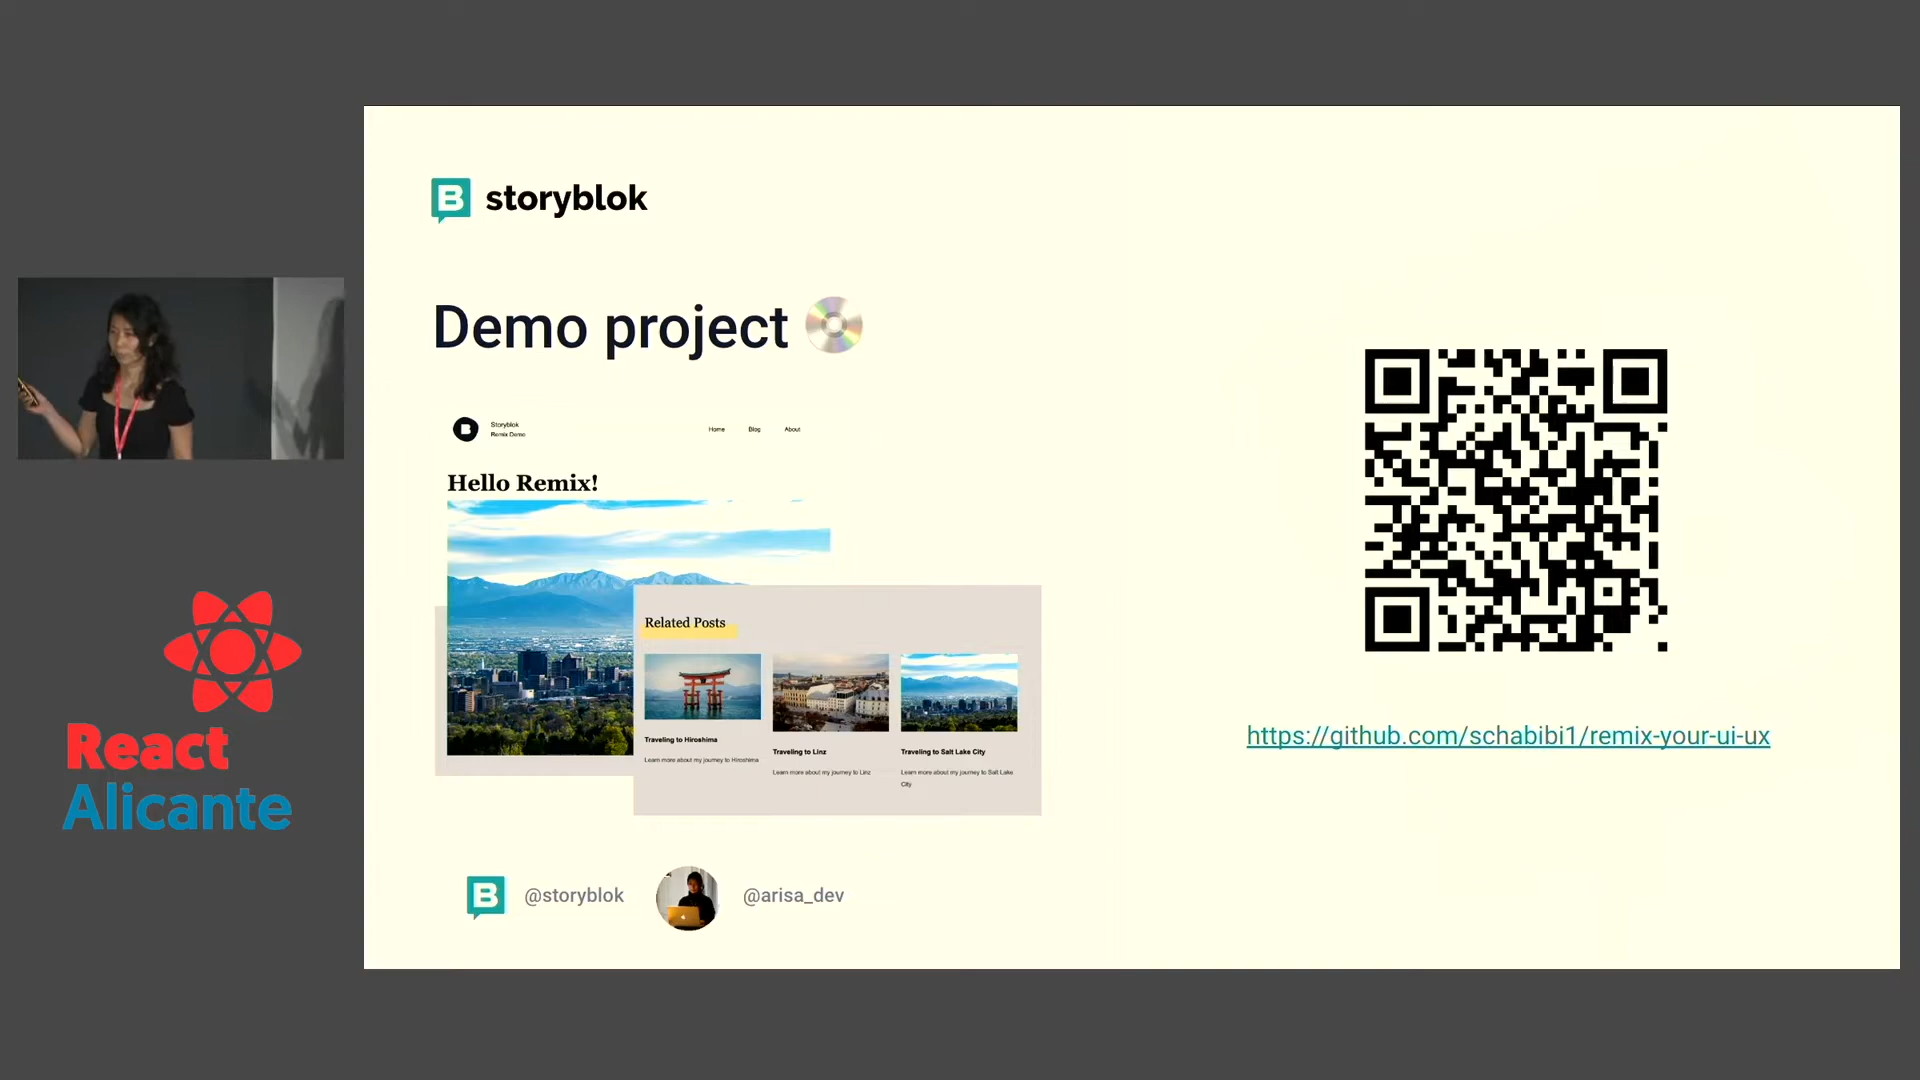 storyblok
Demo project
Storyblok
Remix Demo
Home Blog About
Hello Remix!
Related Posts
Traveling to Hiroshima
Learn more about my journey to Hiroshima
Traveling to Linz
Learn more about my journey to Linz
Traveling to Salt Lake City
Learn more about my journey to Salt Lake
City
https://github.com/schabibi1/remix-your-ui-ux
@storyblok
@arisa_dev
React
Alicante